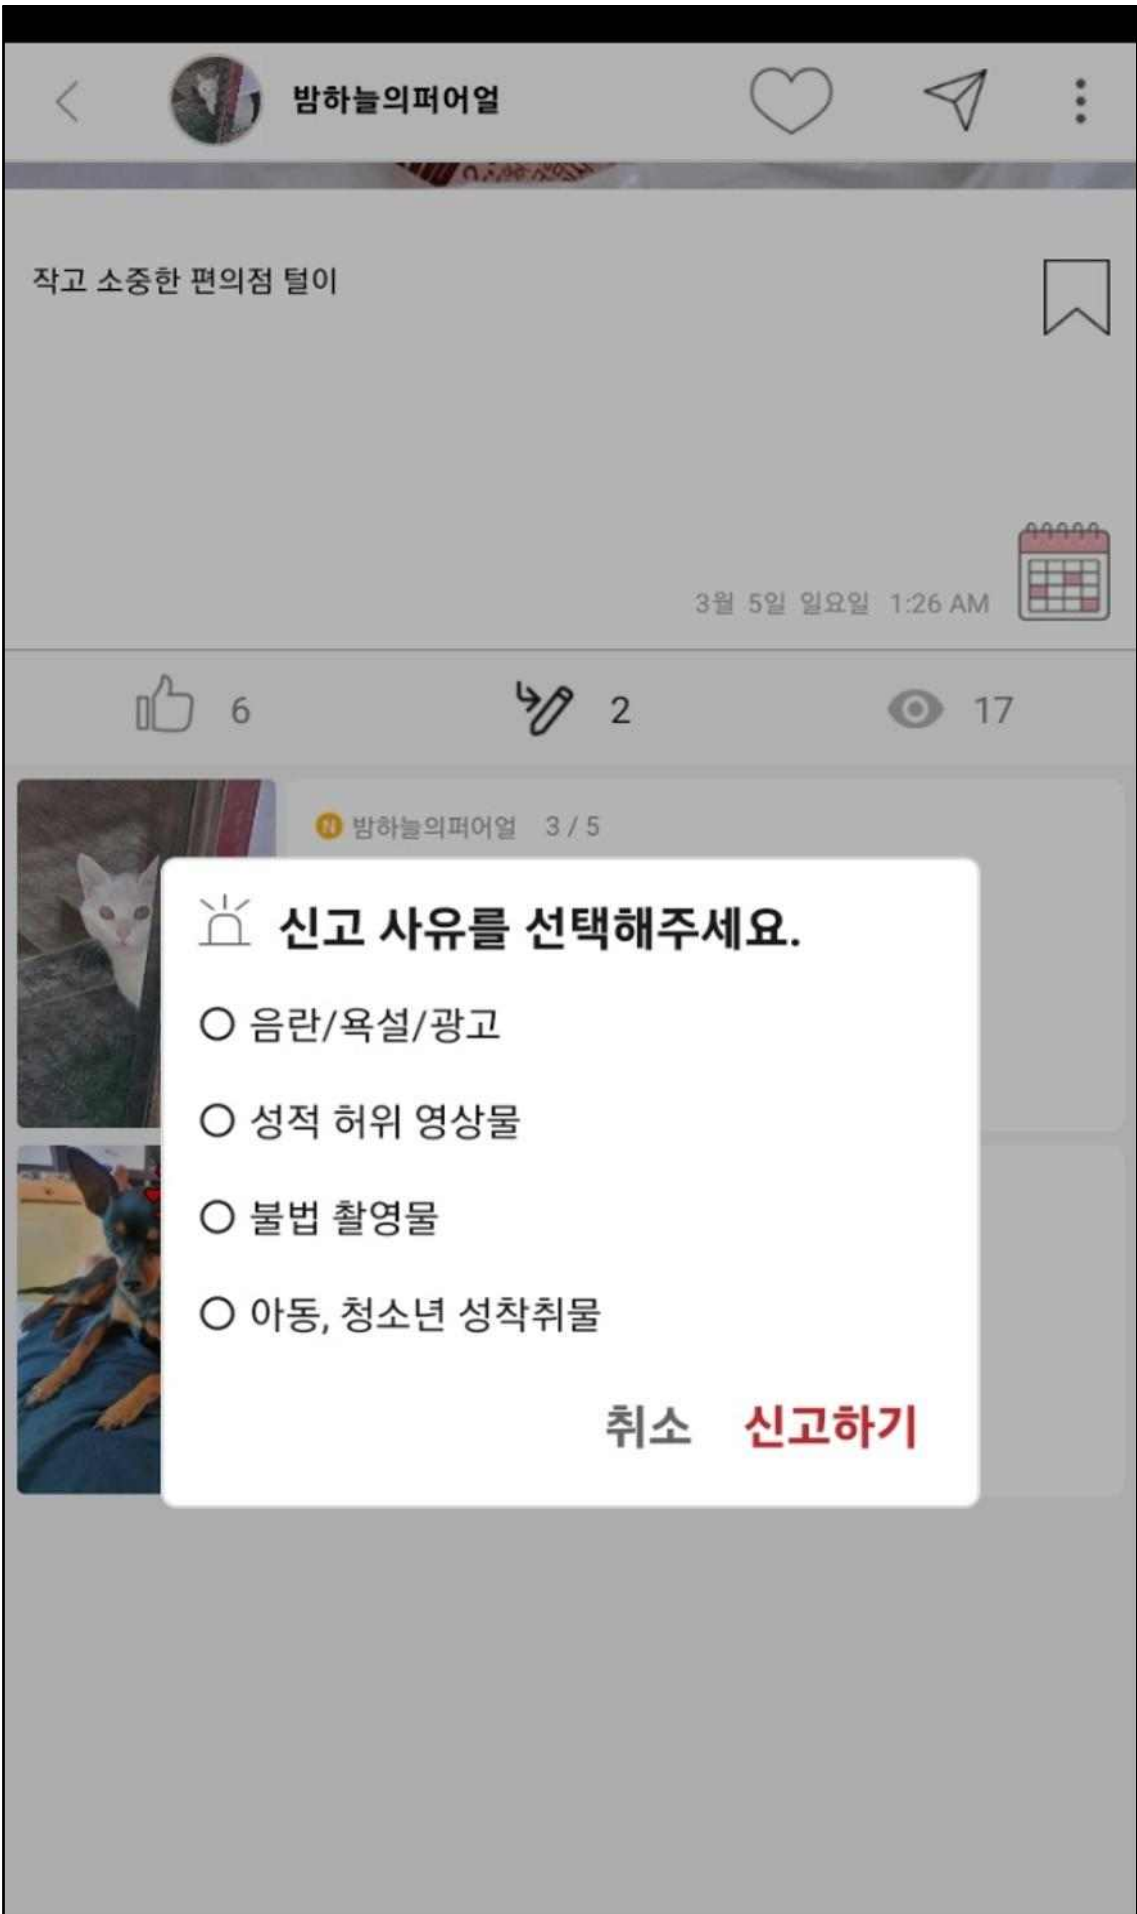 밤하늘의퍼어얼
작고 소중한 편의점 털이
3월 5일 일요일 1:26 AM
6 2 17
N 밤하늘의퍼어얼 3 / 5
신고 사유를 선택해주세요.
음란/욕설/광고
성적 허위 영상물
불법 촬영물
아동, 청소년 성착취물
취소 신고하기